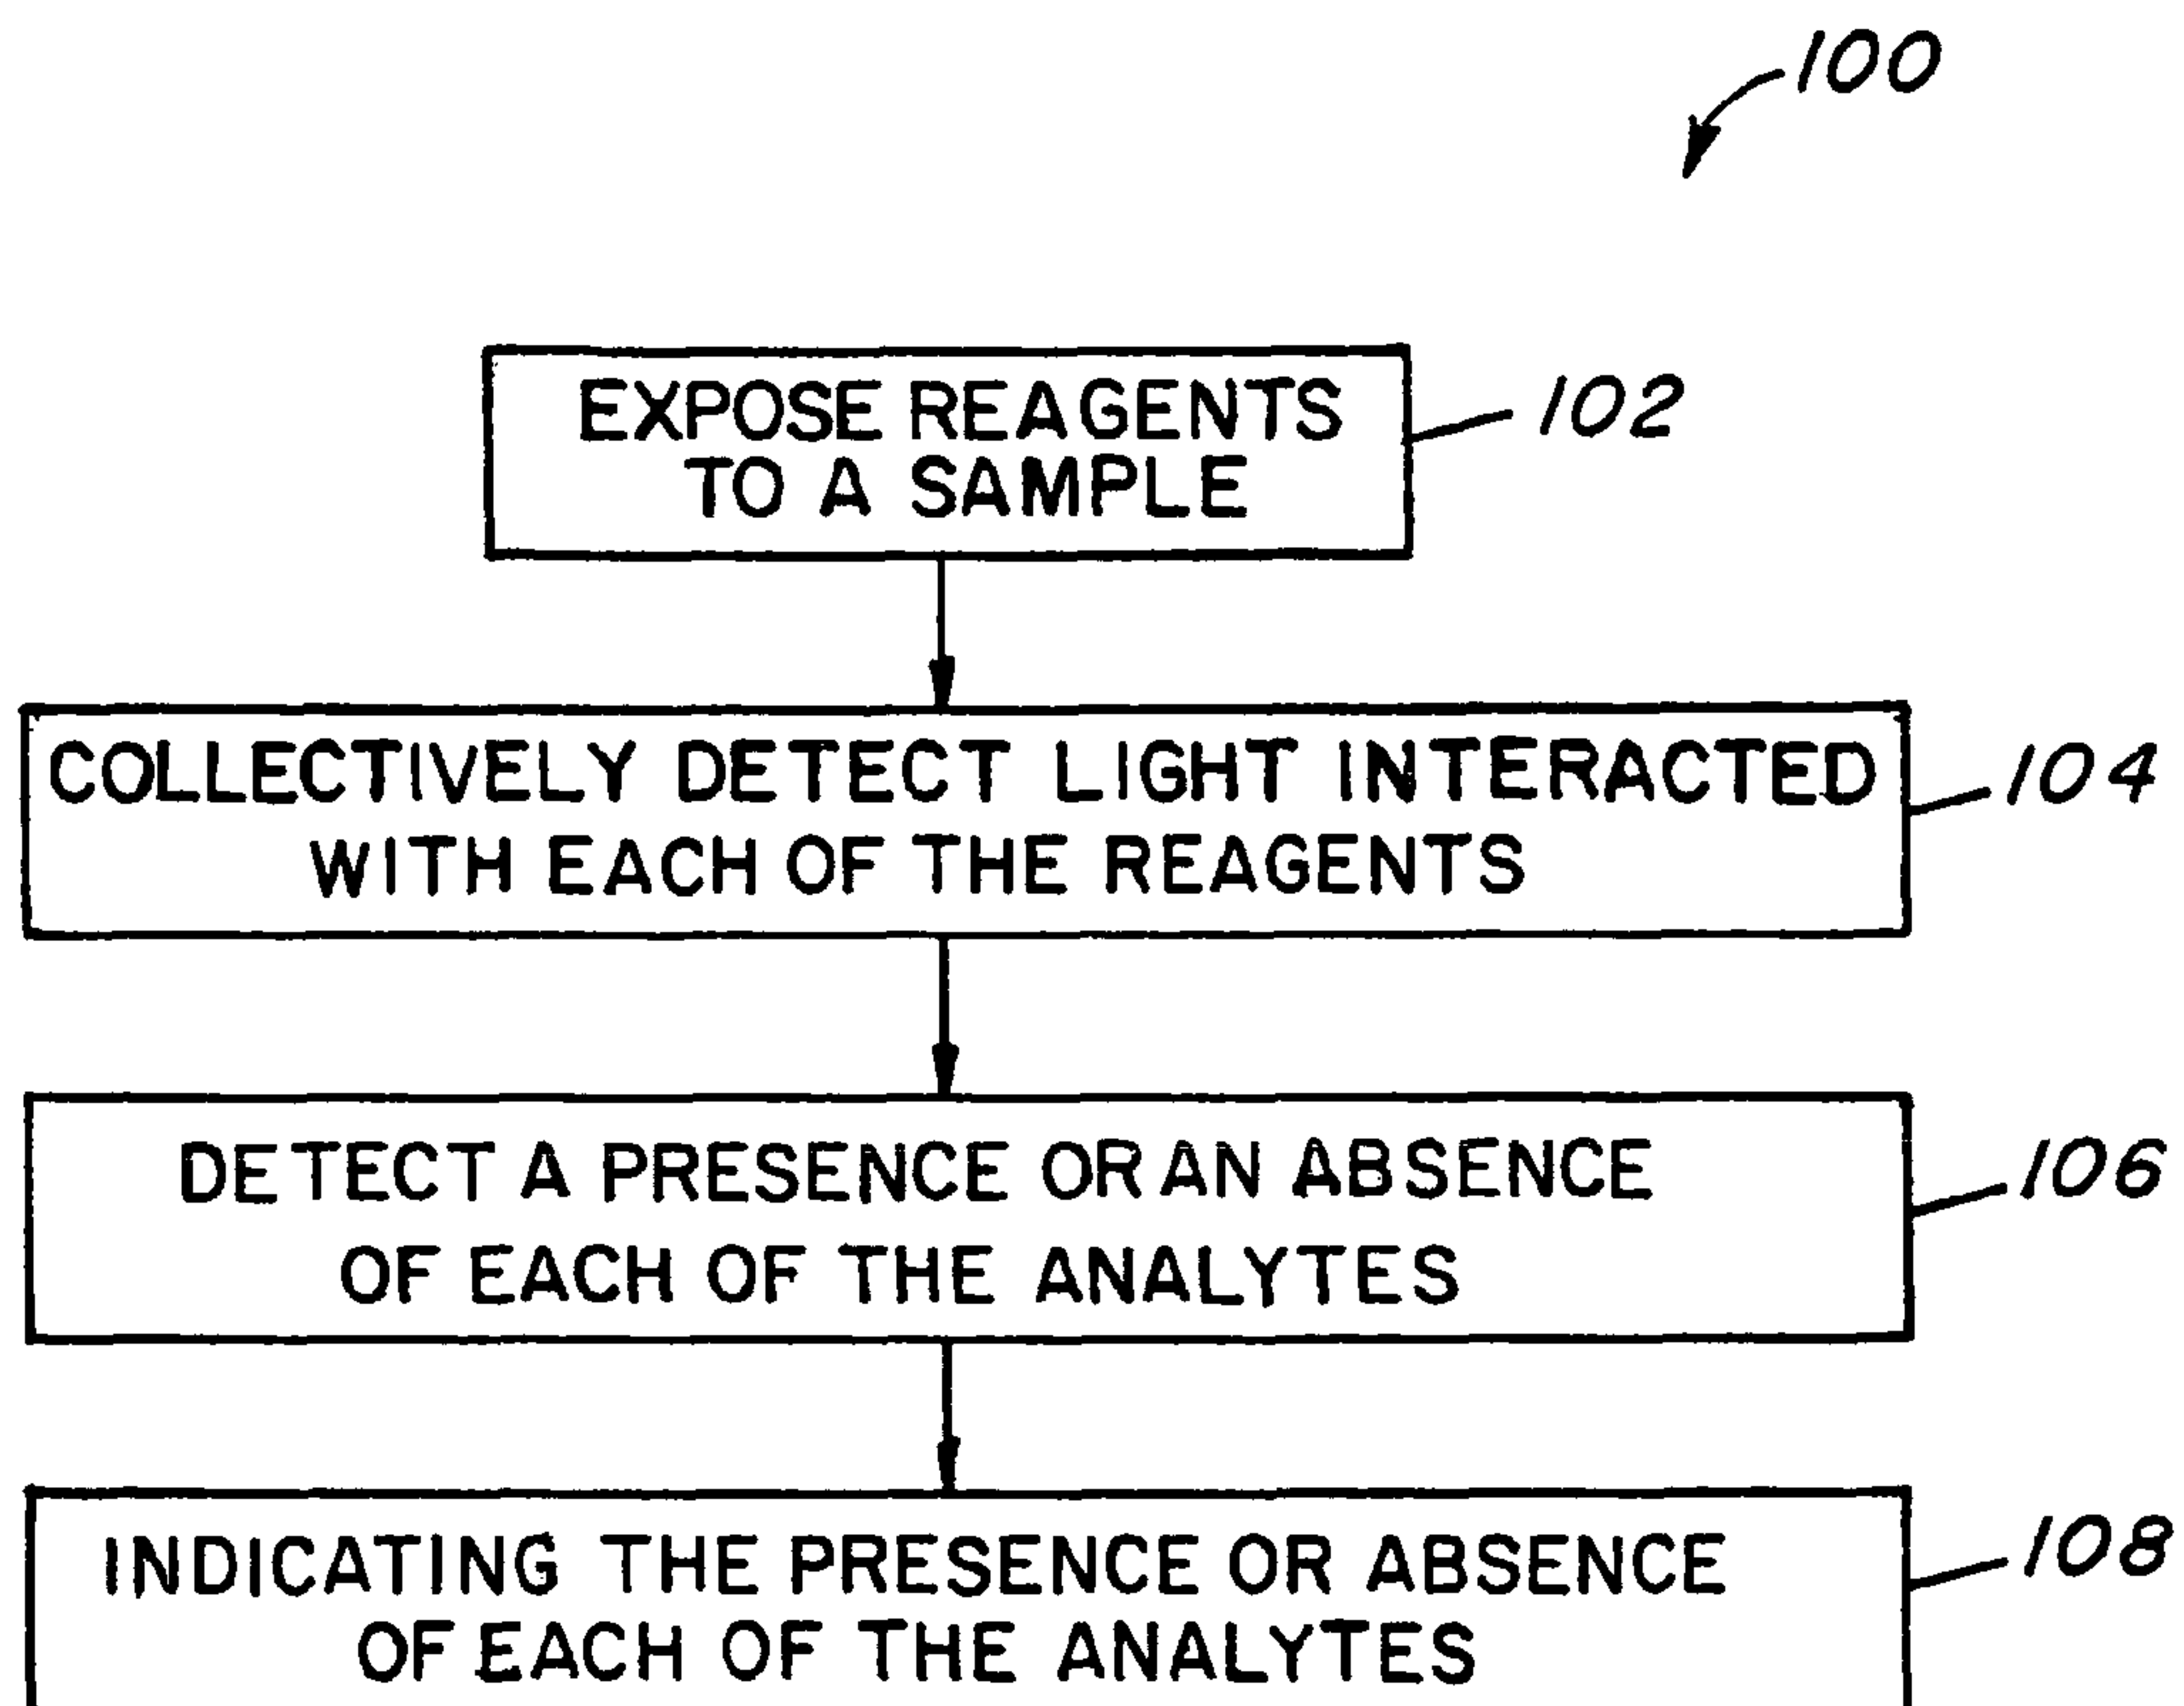 100
EXPOSE REAGENTS
TO A SAMPLE
102
COLLECTIVELY DETECT LIGHT INTERACTED
WITH EACH OF THE REAGENTS
104
DETECT A PRESENCE OR AN ABSENCE
OF EACH OF THE ANALYTES
106
INDICATING THE PRESENCE OR ABSENCE
OF EACH OF THE ANALYTES
108